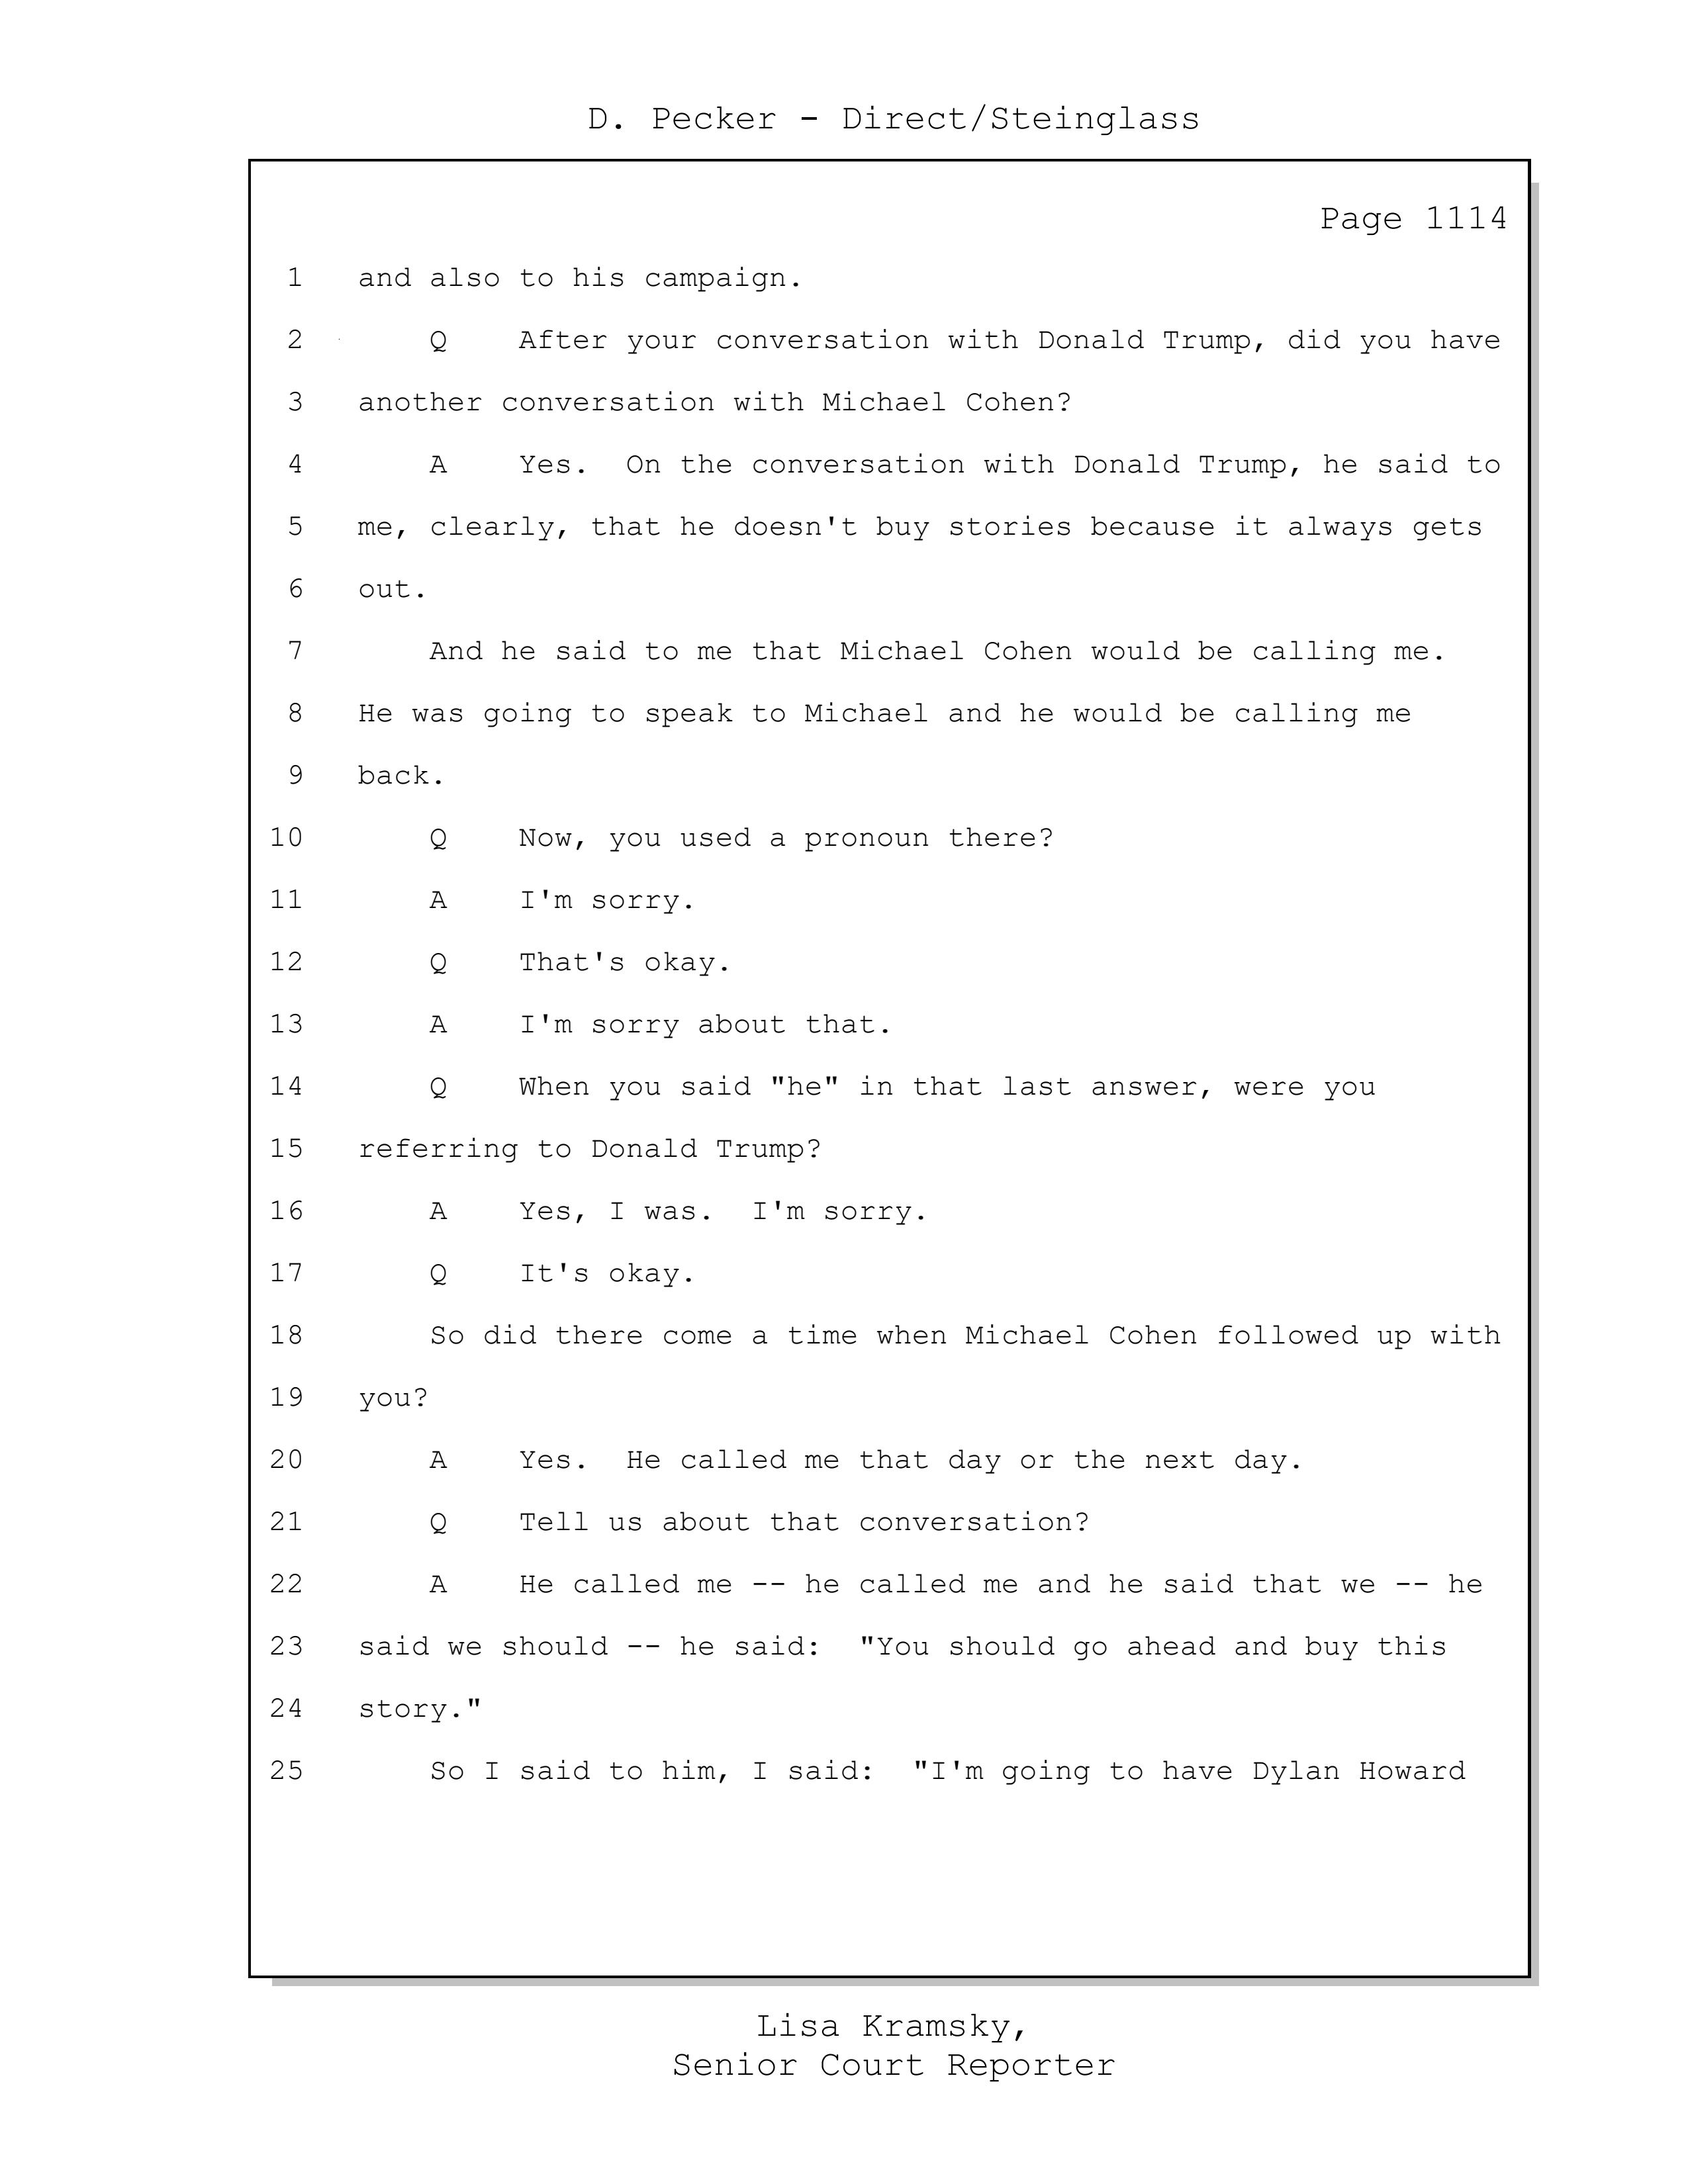 D. Pecker - Direct/Steinglass
Page 1114
1 and also to his campaign.
2 Q After your conversation with Donald Trump, did you have
3 another conversation with Michael Cohen?
4 A Yes. On the conversation with Donald Trump, he said to
5 me, clearly, that he doesn't buy stories because it always gets
6 out.
7 And he said to me that Michael Cohen would be calling me.
8 He was going to speak to Michael and he would be calling me
9 back.
10 Q Now, you used a pronoun there?
11 A I'm sorry.
12 Q That's okay.
13 A I'm sorry about that.
14 Q When you said "he" in that last answer, were you
15 referring to Donald Trump?
16 A Yes, I was. I'm sorry.
17 Q It's okay.
18 So did there come a time when Michael Cohen followed up with
19 you?
20 A Yes. He called me that day or the next day.
21 Q Tell us about that conversation?
22 A He called me -- he called me and he said that we -- he
23 said we should -- he said: "You should go ahead and buy this
24 story."
25 So I said to him, I said: "I'm going to have Dylan Howard
Lisa Kramsky,
Senior Court Reporter